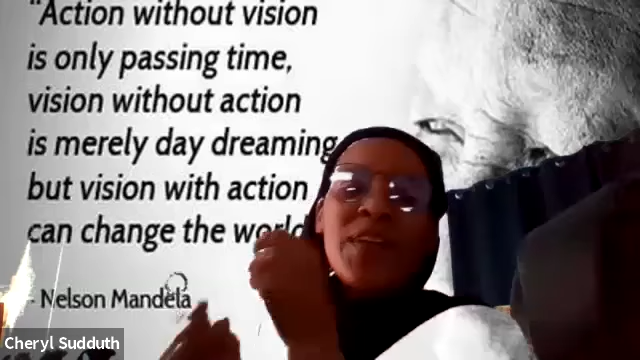 "Action without vision
is only passing time,
vision without action
is merely day dreaming
but vision with action
can change the world
- Nelson Mandela
Cheryl Sudduth